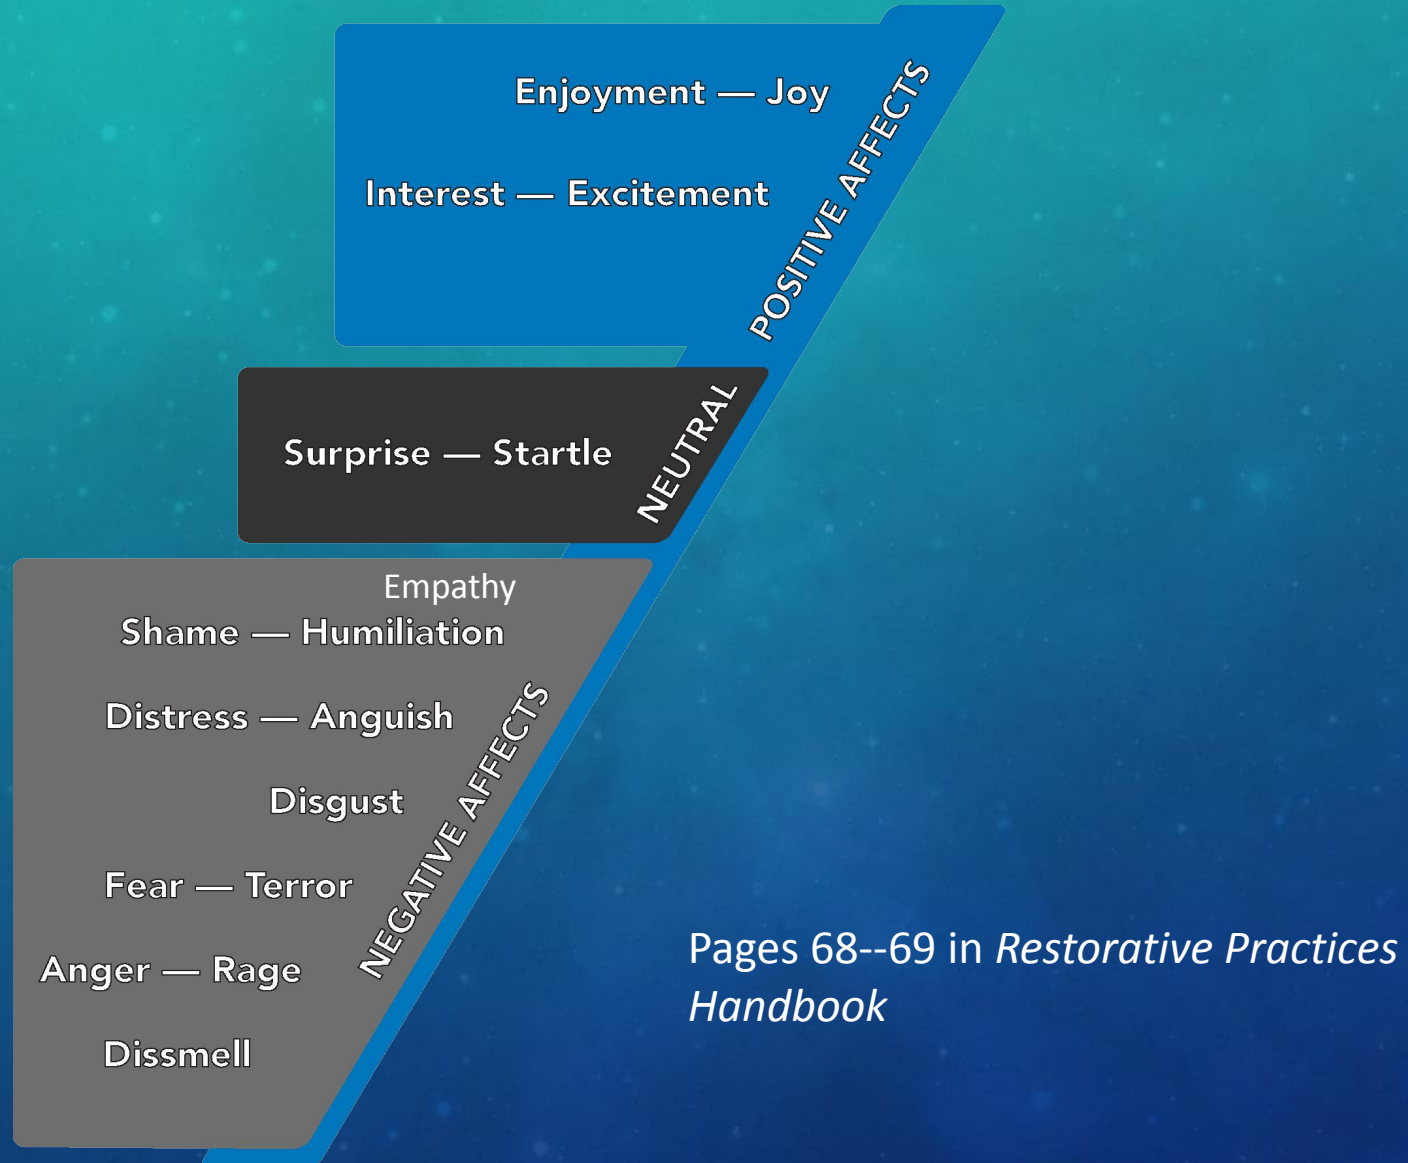 Enjoyment — Joy
Interest — Excitement
POSITIVE AFFECTS
Surprise — Startle
NEUTRAL
Empathy
Shame — Humiliation
Distress — Anguish
Disgust
Fear — Terror
Anger — Rage
Dissmell
NEGATIVE AFFECTS
Pages 68--69 in Restorative Practices
Handbook